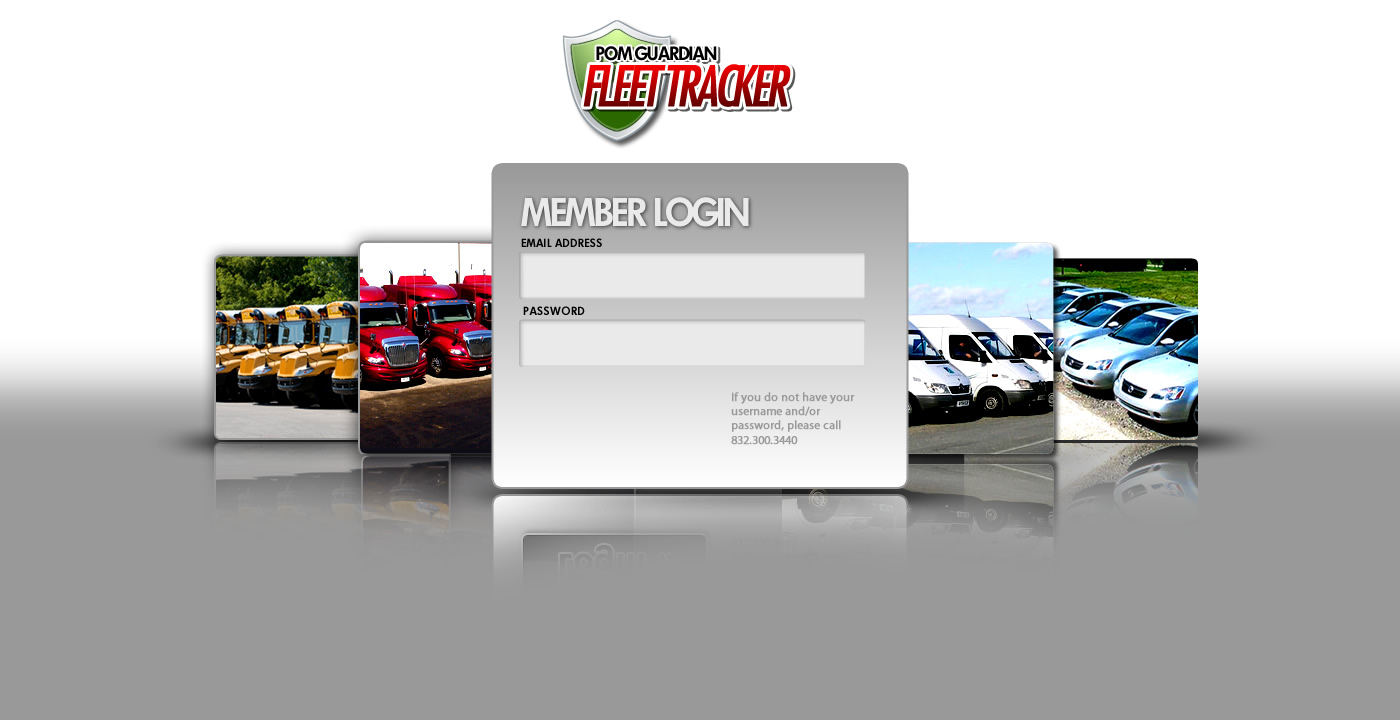 POM GUARDIAN
FLEET TRACKER
MEMBER LOGIN
EMAIL ADDRESS
PASSWORD
If you do not have your
username and/or
password, please call
832.300.3440